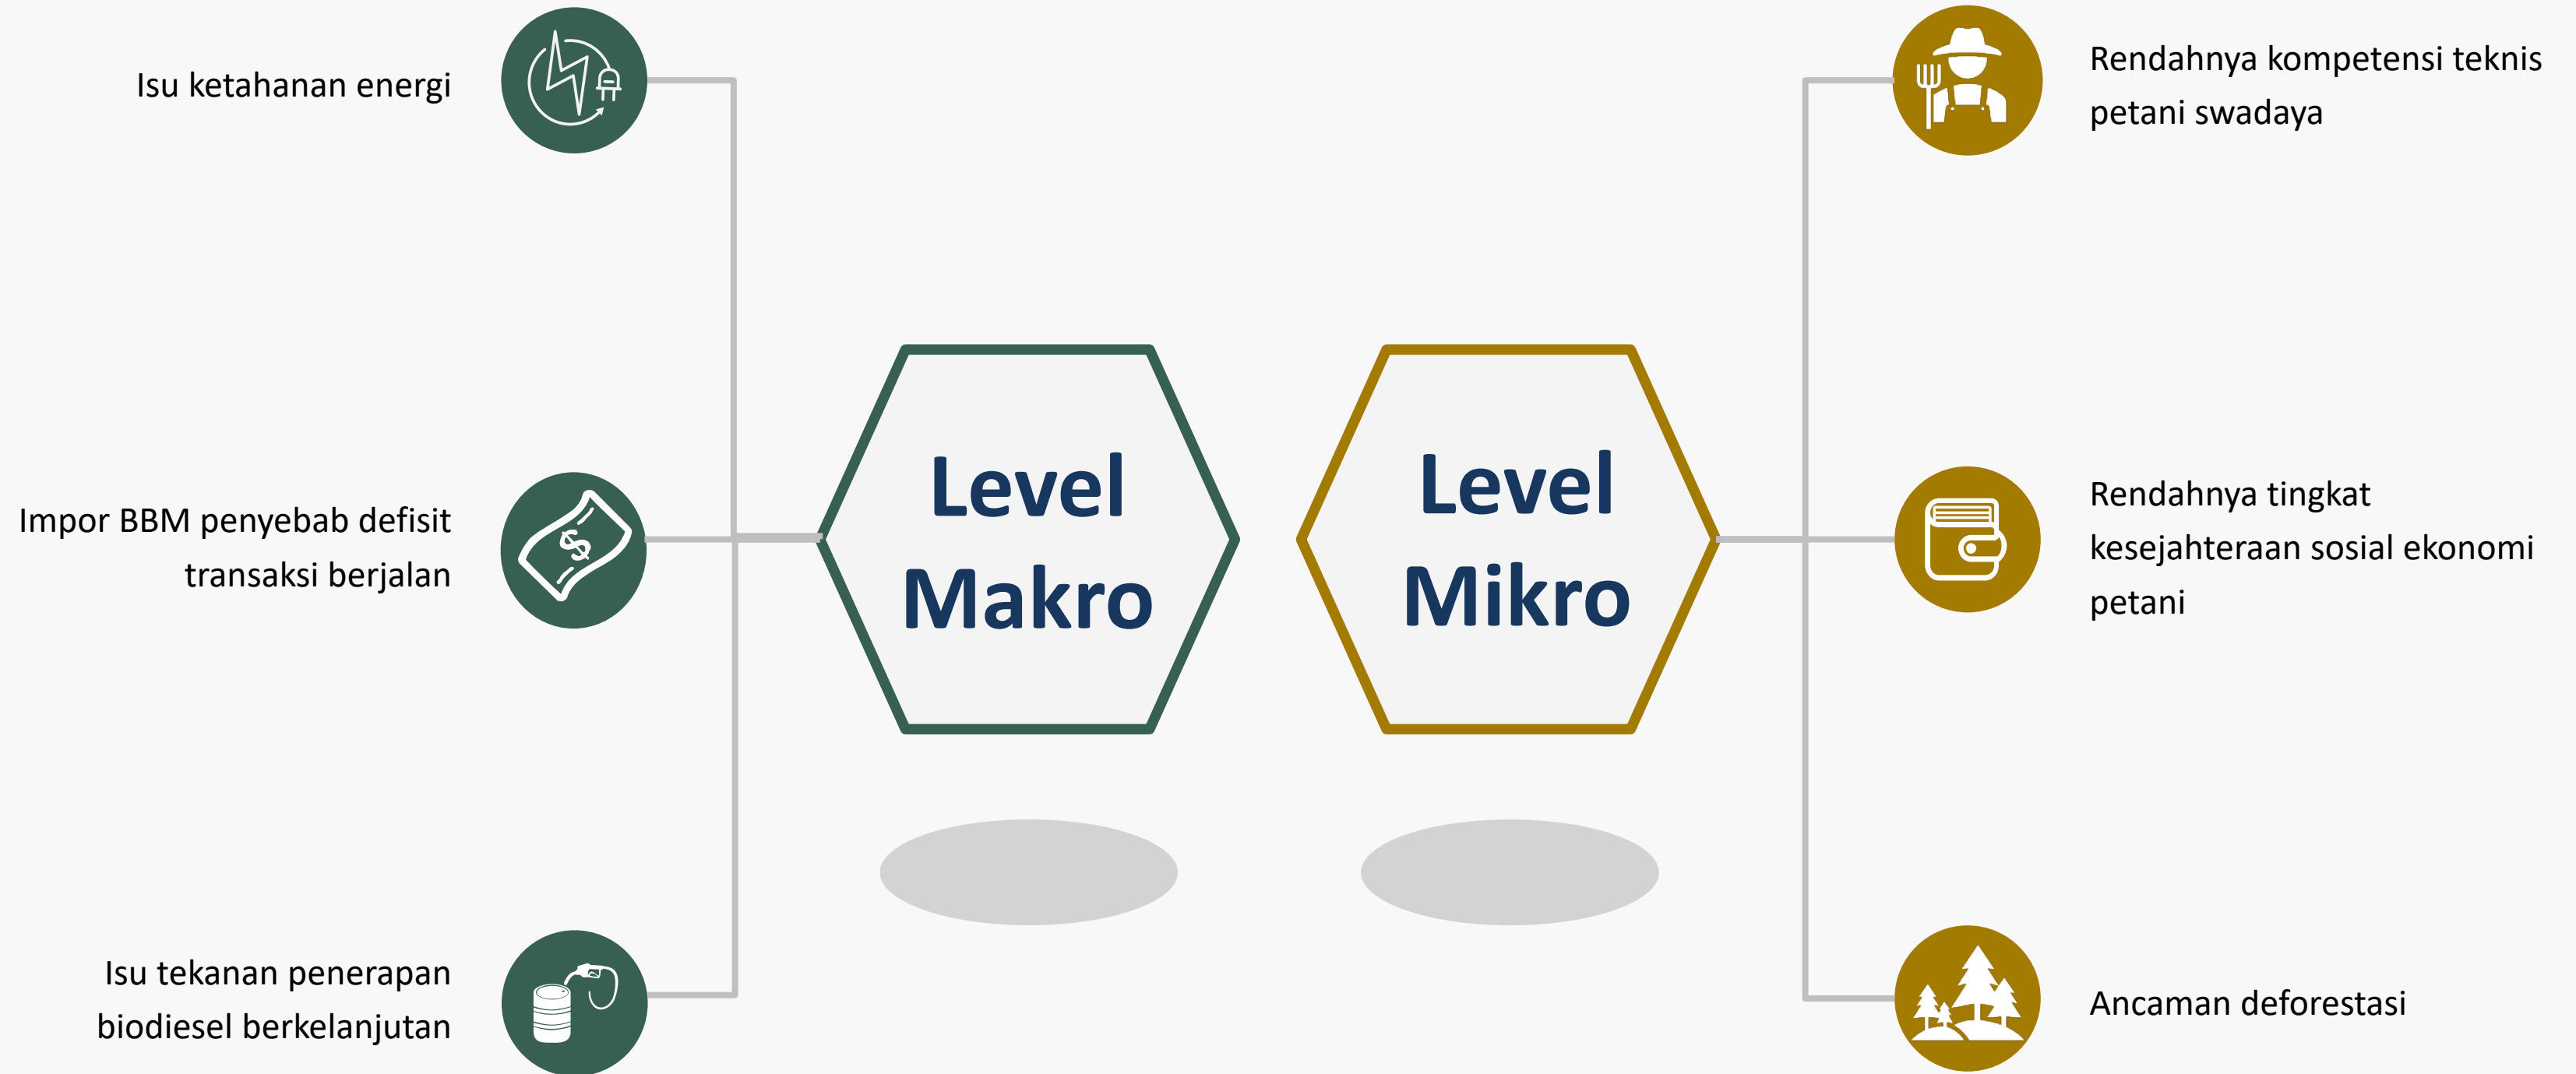 Isu ketahanan energi
Impor BBM penyebab defisit
transaksi berjalan
Isu tekanan penerapan
biodiesel berkelanjutan
Level
Makro
Level
Mikro
Rendahnya kompetensi teknis
petani swadaya
Rendahnya tingkat
kesejahteraan sosial ekonomi
petani
Ancaman deforestasi